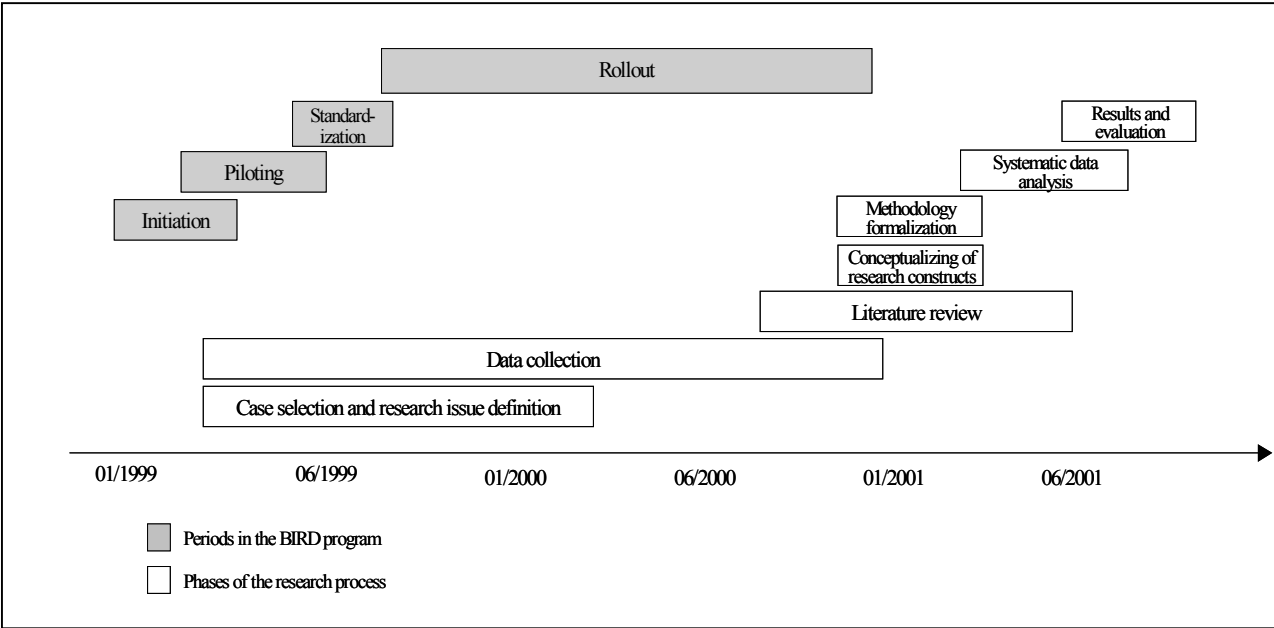 Rollout
Standard-
ization
Results and
evaluation
Piloting
Systematic data
analysis
Initiation
Methodology
formalization
Conceptualizing of
research constructs
Literature review
Data collection
Case selection and research issue definition
01/1999
06/1999
01/2000
06/2000
01/2001
06/2001
Periods in the BIRD program
Phases of the research process